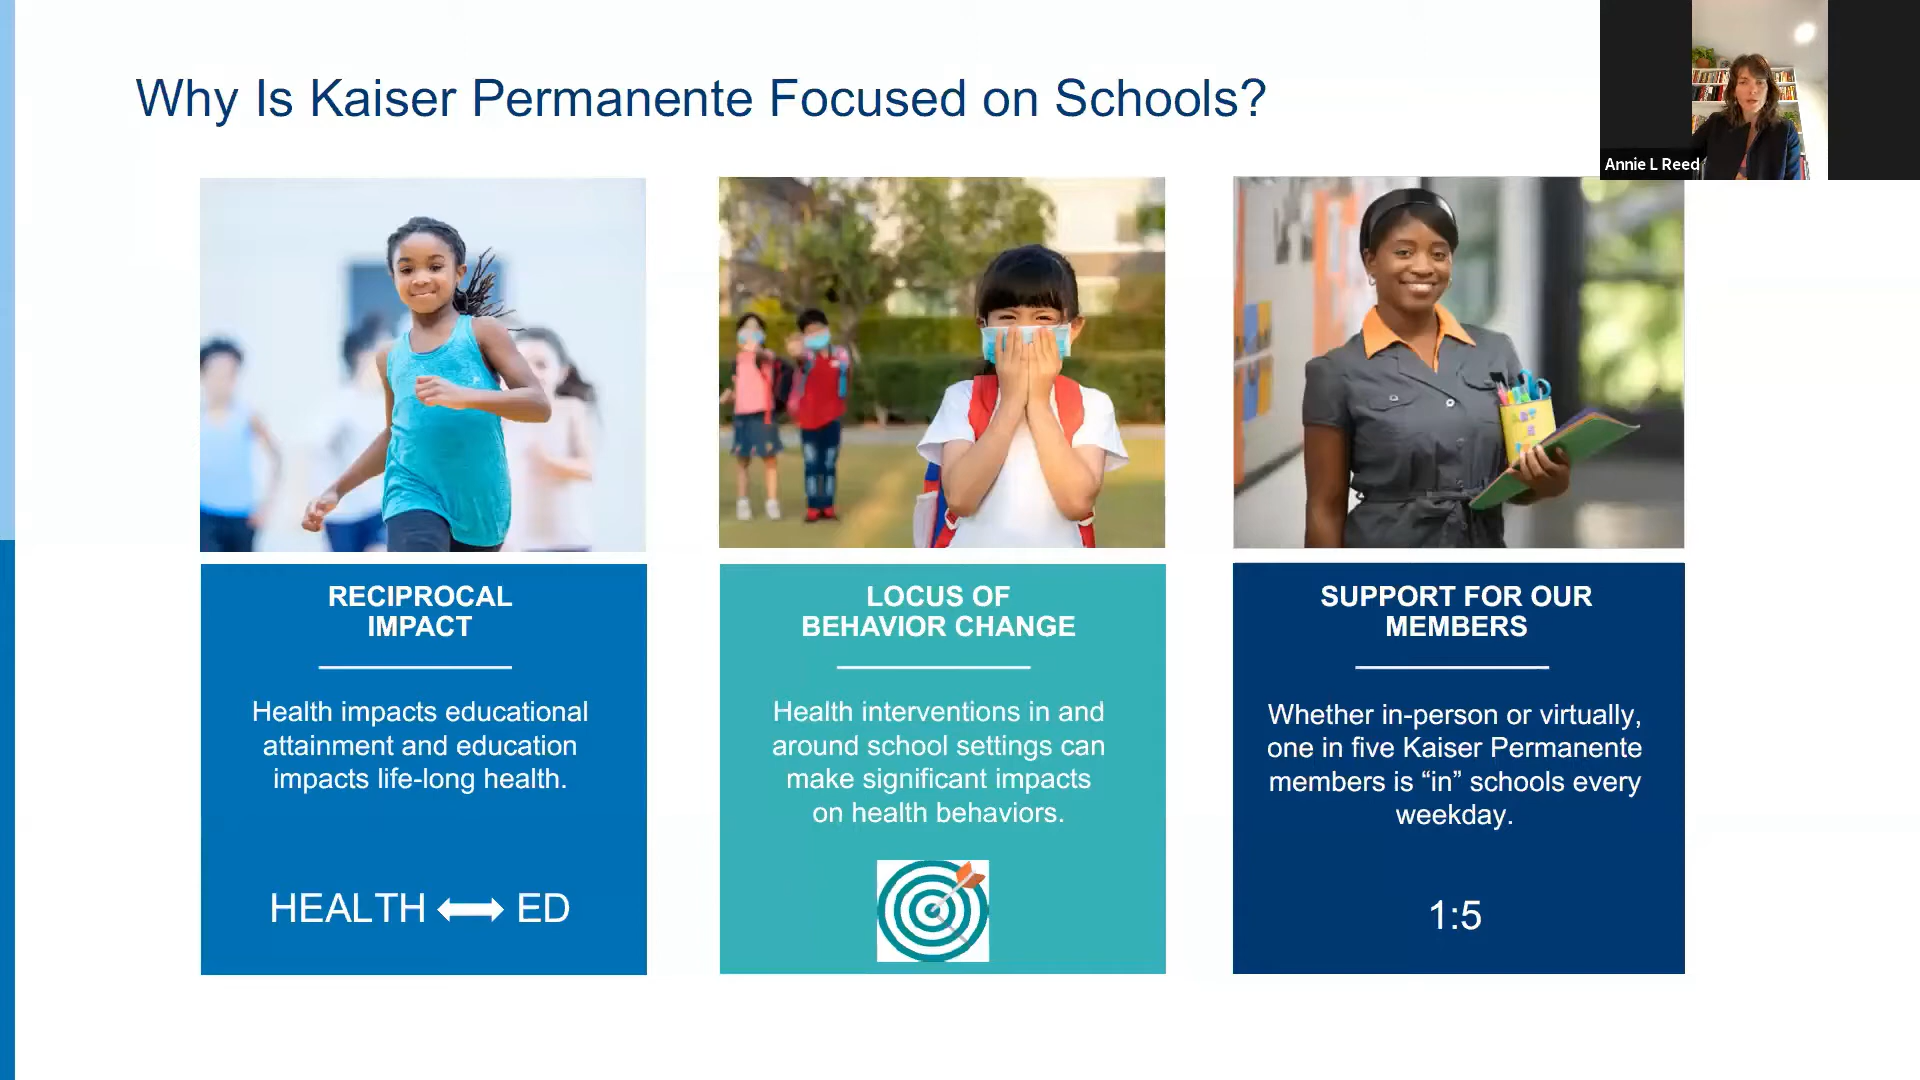 Why Is Kaiser Permanente Focused on Schools?
Annie L Reed
RECIPROCAL
IMPACT
Health impacts educational
attainment and education
impacts life-long health.
HEALTH ED
LOCUS OF
BEHAVIOR CHANGE
Health interventions in and
around school settings can
make significant impacts
on health behaviors.
SUPPORT FOR OUR
MEMBERS
Whether in-person or virtually,
one in five Kaiser Permanente
members is “in” schools every
weekday.
1:5